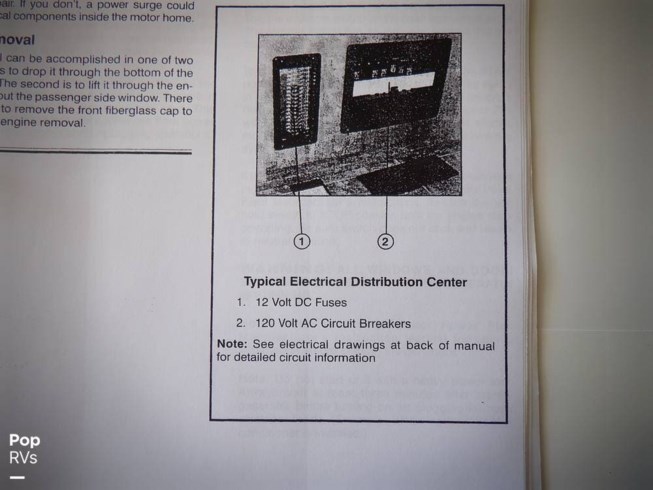 air. If you don't, a power surge could
cal components inside the motor home.
moval
l can be accomplished in one of two
s to drop it through the bottom of the
The second is to lift it through the en-
out the passenger side window. There
to remove the front fiberglass cap to
engine removal.
1
2
Typical Electrical Distribution Center
1. 12 Volt DC Fuses
2. 120 Volt AC Circuit Brreakers
Note: See electrical drawings at back of manual
for detailed circuit information
Pop
RVs